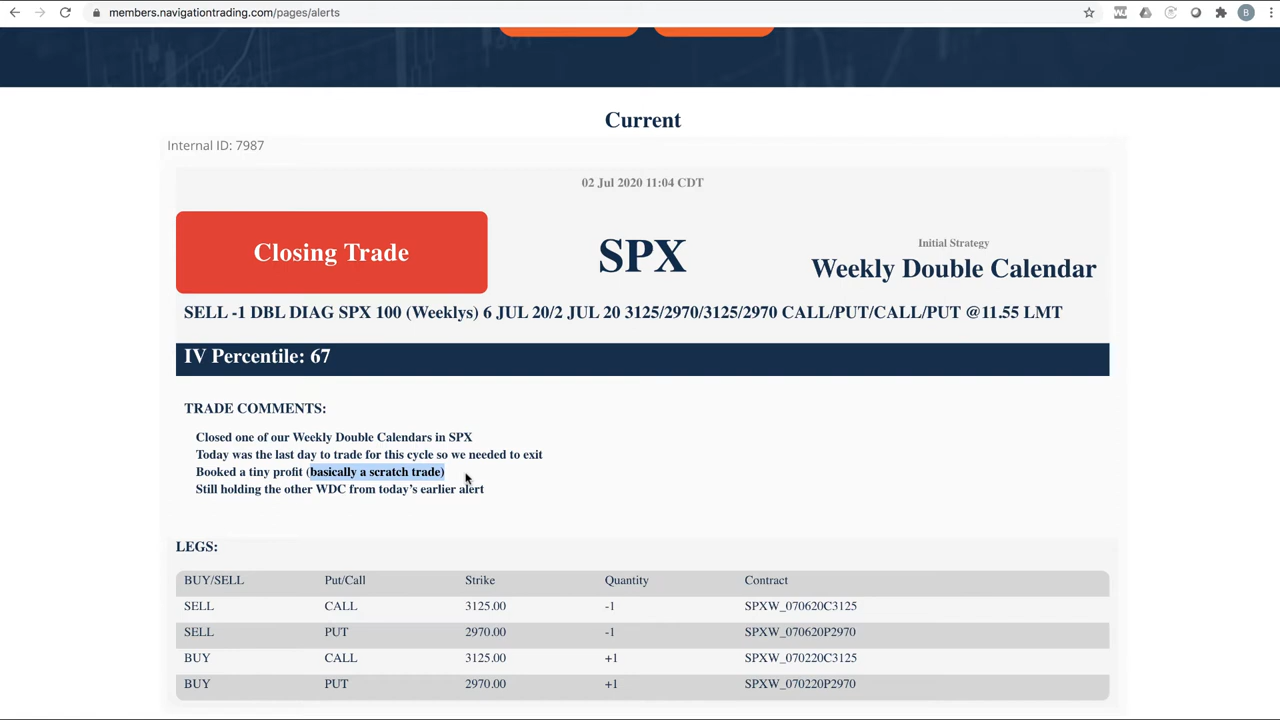 members.navigationtrading.com/pages/alerts
B
Current
Internal ID: 7987
02 Jul 2020 11:04 CDT
Closing Trade
SPX
Initial Strategy
Weekly Double Calendar
SELL -1 DBL DIAG SPX 100 (Weeklys) 6 JUL 20/2 JUL 20 3125/2970/3125/2970 CALL/PUT/CALL/PUT @11.55 LMT
IV Percentile: 67
TRADE COMMENTS:
Closed one of our Weekly Double Calendars in SPX
Today was the last day to trade for this cycle so we needed to exit
Booked a tiny profit (basically a scratch trade)
Still holding the other WDC from today’s earlier alert
LEGS:
BUY/SELL Put/Call Strike Quantity Contract
SELL CALL 3125.00 -1 SPXW_070620C3125
SELL PUT 2970.00 -1 SPXW_070620P2970
BUY CALL 3125.00 +1 SPXW_070220C3125
BUY PUT 2970.00 +1 SPXW_070220P2970